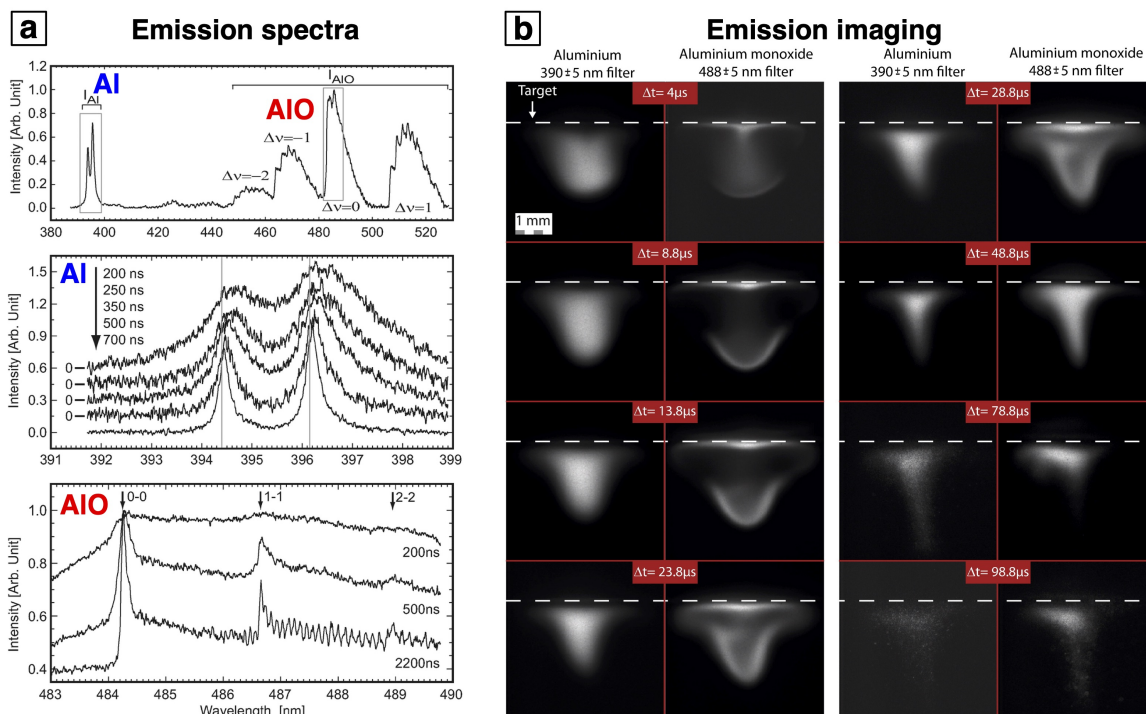 a Emission spectra
I_Al
Al
I_AlO
AlO
Δν=−2
Δν=−1
Δν=0
Δν=1
Intensity [Arb. Unit]
1.2
1.0
0.8
0.6
0.4
0.2
0.0
380 400 420 440 460 480 500 520
Al
200 ns
250 ns
350 ns
500 ns
700 ns
Intensity [Arb. Unit]
1.5
1.2
0.9
0.6
0.3
0.0
0
0
0
0
391 392 393 394 395 396 397 398 399
AlO
0-0
1-1
2-2
200ns
500ns
2200ns
Intensity [Arb. Unit]
1.0
0.8
0.6
0.4
483 484 485 486 487 488 489 490
Wavelength [nm]
b Emission imaging
Aluminium
390±5 nm filter
Aluminium monoxide
488±5 nm filter
Aluminium
390±5 nm filter
Aluminium monoxide
488±5 nm filter
Target
1 mm
Δt= 4μs
Δt= 28.8μs
Δt= 8.8μs
Δt= 48.8μs
Δt= 13.8μs
Δt= 78.8μs
Δt= 23.8μs
Δt= 98.8μs